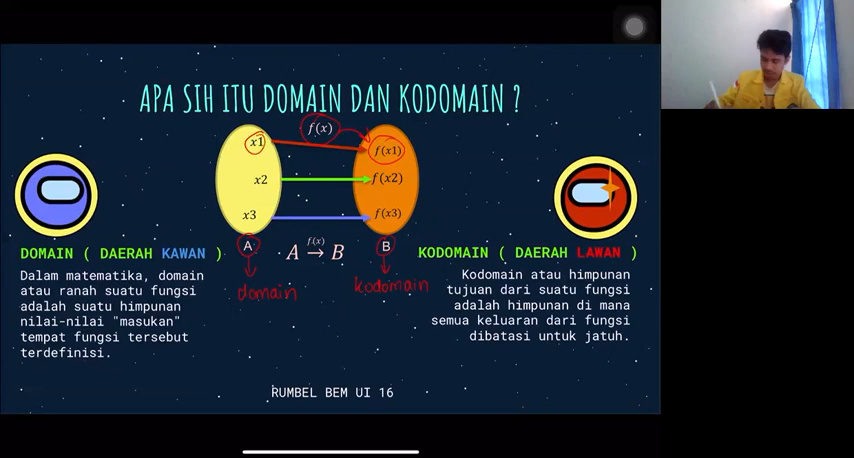 APA SIH ITU DOMAIN DAN KODOMAIN ?
f(x)
x1
f(x1)
x2
f(x2)
x3
f(x3)
A
B
f(x)
A → B
domain
kodomain
DOMAIN ( DAERAH KAWAN )
Dalam matematika, domain
atau ranah suatu fungsi
adalah suatu himpunan
nilai-nilai "masukan"
tempat fungsi tersebut
terdefinisi.
KODOMAIN ( DAERAH LAWAN )
Kodomain atau himpunan
tujuan dari suatu fungsi
adalah himpunan di mana
semua keluaran dari fungsi
dibatasi untuk jatuh.
RUMBEL BEM UI 16